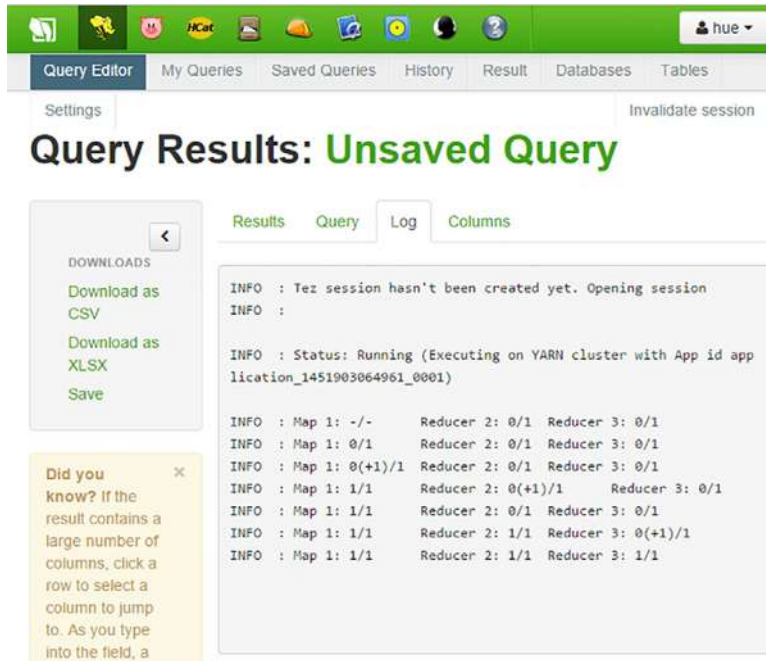 HCat
hue
Query Editor My Queries Saved Queries History Result Databases Tables
Settings Invalidate session
Query Results: Unsaved Query
DOWNLOADS
Download as
CSV
Download as
XLSX
Save
Did you
know? If the
result contains a
large number of
columns, click a
row to select a
column to jump
to. As you type
into the field, a
Results Query Log Columns
INFO : Tez session hasn't been created yet. Opening session
INFO :
INFO : Status: Running (Executing on YARN cluster with App id app
lication_1451903064961_0001)
INFO : Map 1: -/- Reducer 2: 0/1 Reducer 3: 0/1
INFO : Map 1: 0/1 Reducer 2: 0/1 Reducer 3: 0/1
INFO : Map 1: 0(+1)/1 Reducer 2: 0/1 Reducer 3: 0/1
INFO : Map 1: 1/1 Reducer 2: 0(+1)/1 Reducer 3: 0/1
INFO : Map 1: 1/1 Reducer 2: 0/1 Reducer 3: 0/1
INFO : Map 1: 1/1 Reducer 2: 1/1 Reducer 3: 0(+1)/1
INFO : Map 1: 1/1 Reducer 2: 1/1 Reducer 3: 1/1